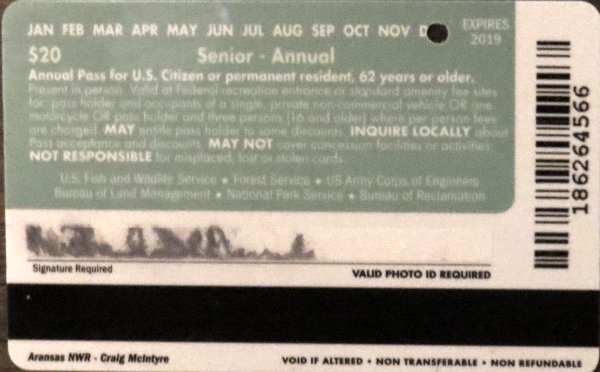 JAN FEB MAR APR MAY JUN JUL AUG SEP OCT NOV D
EXPIRES
2019
$20
Senior - Annual
Annual Pass for U.S. Citizen or permanent resident, 62 years or older.
Present in person. Valid at Federal recreation entrance or standard amenity fee sites
for: pass holder and occupants of a single, private non-commercial vehicle OR one
motorcycle OR pass holder and three persons (16 and older) where per person fees
are charged. MAY entitle pass holder to some discounts. INQUIRE LOCALLY about
Pass acceptance and discounts. MAY NOT cover concession facilities or activities.
NOT RESPONSIBLE for misplaced, lost or stolen cards.
U.S. Fish and Wildlife Service ★ Forest Service ★ US Army Corps of Engineers
Bureau of Land Management ★ National Park Service ★ Bureau of Reclamation
1862264566
Signature Required
VALID PHOTO ID REQUIRED
Aransas NWR - Craig McIntyre
VOID IF ALTERED • NON TRANSFERABLE • NON REFUNDABLE